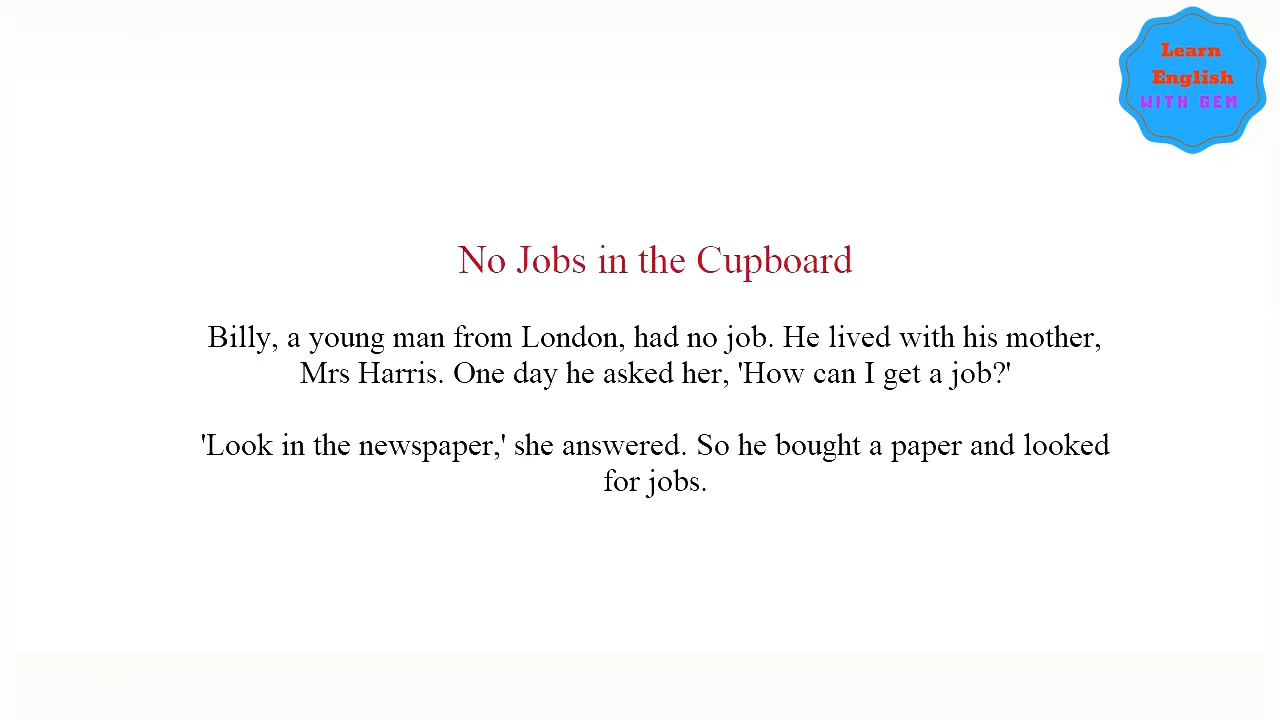 Learn
English
WITH GEM
No Jobs in the Cupboard
Billy, a young man from London, had no job. He lived with his mother,
Mrs Harris. One day he asked her, 'How can I get a job?'
'Look in the newspaper,' she answered. So he bought a paper and looked
for jobs.